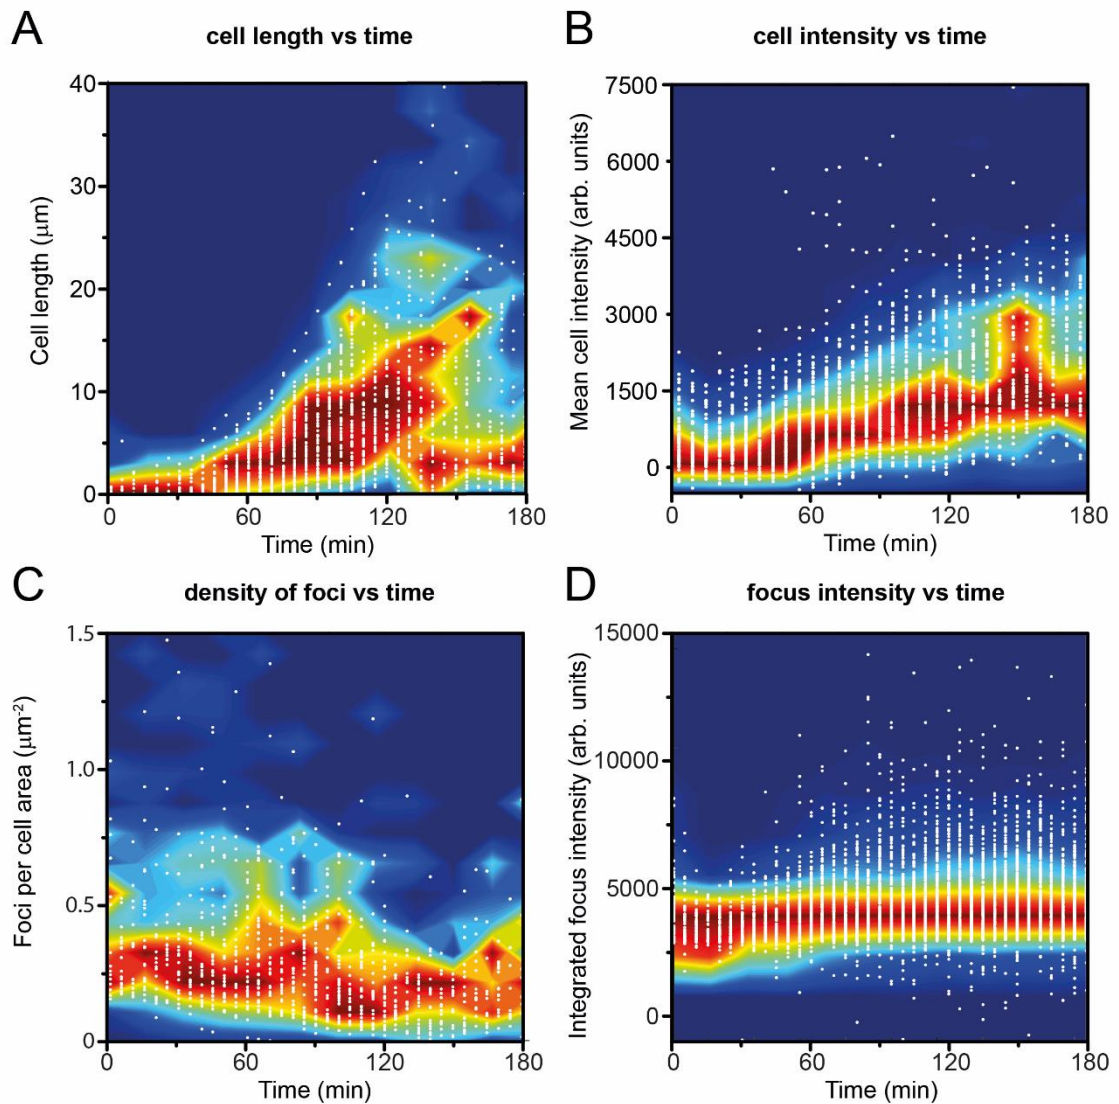 A
cell length vs time
40
30
20
10
0
Cell length (μm)
0 60 120 180
Time (min)
B
cell intensity vs time
7500
6000
4500
3000
1500
0
Mean cell intensity (arb. units)
0 60 120 180
Time (min)
C
density of foci vs time
1.5
1.0
0.5
0
Foci per cell area (μm⁻²)
0 60 120 180
Time (min)
D
focus intensity vs time
15000
10000
5000
0
Integrated focus intensity (arb. units)
0 60 120 180
Time (min)